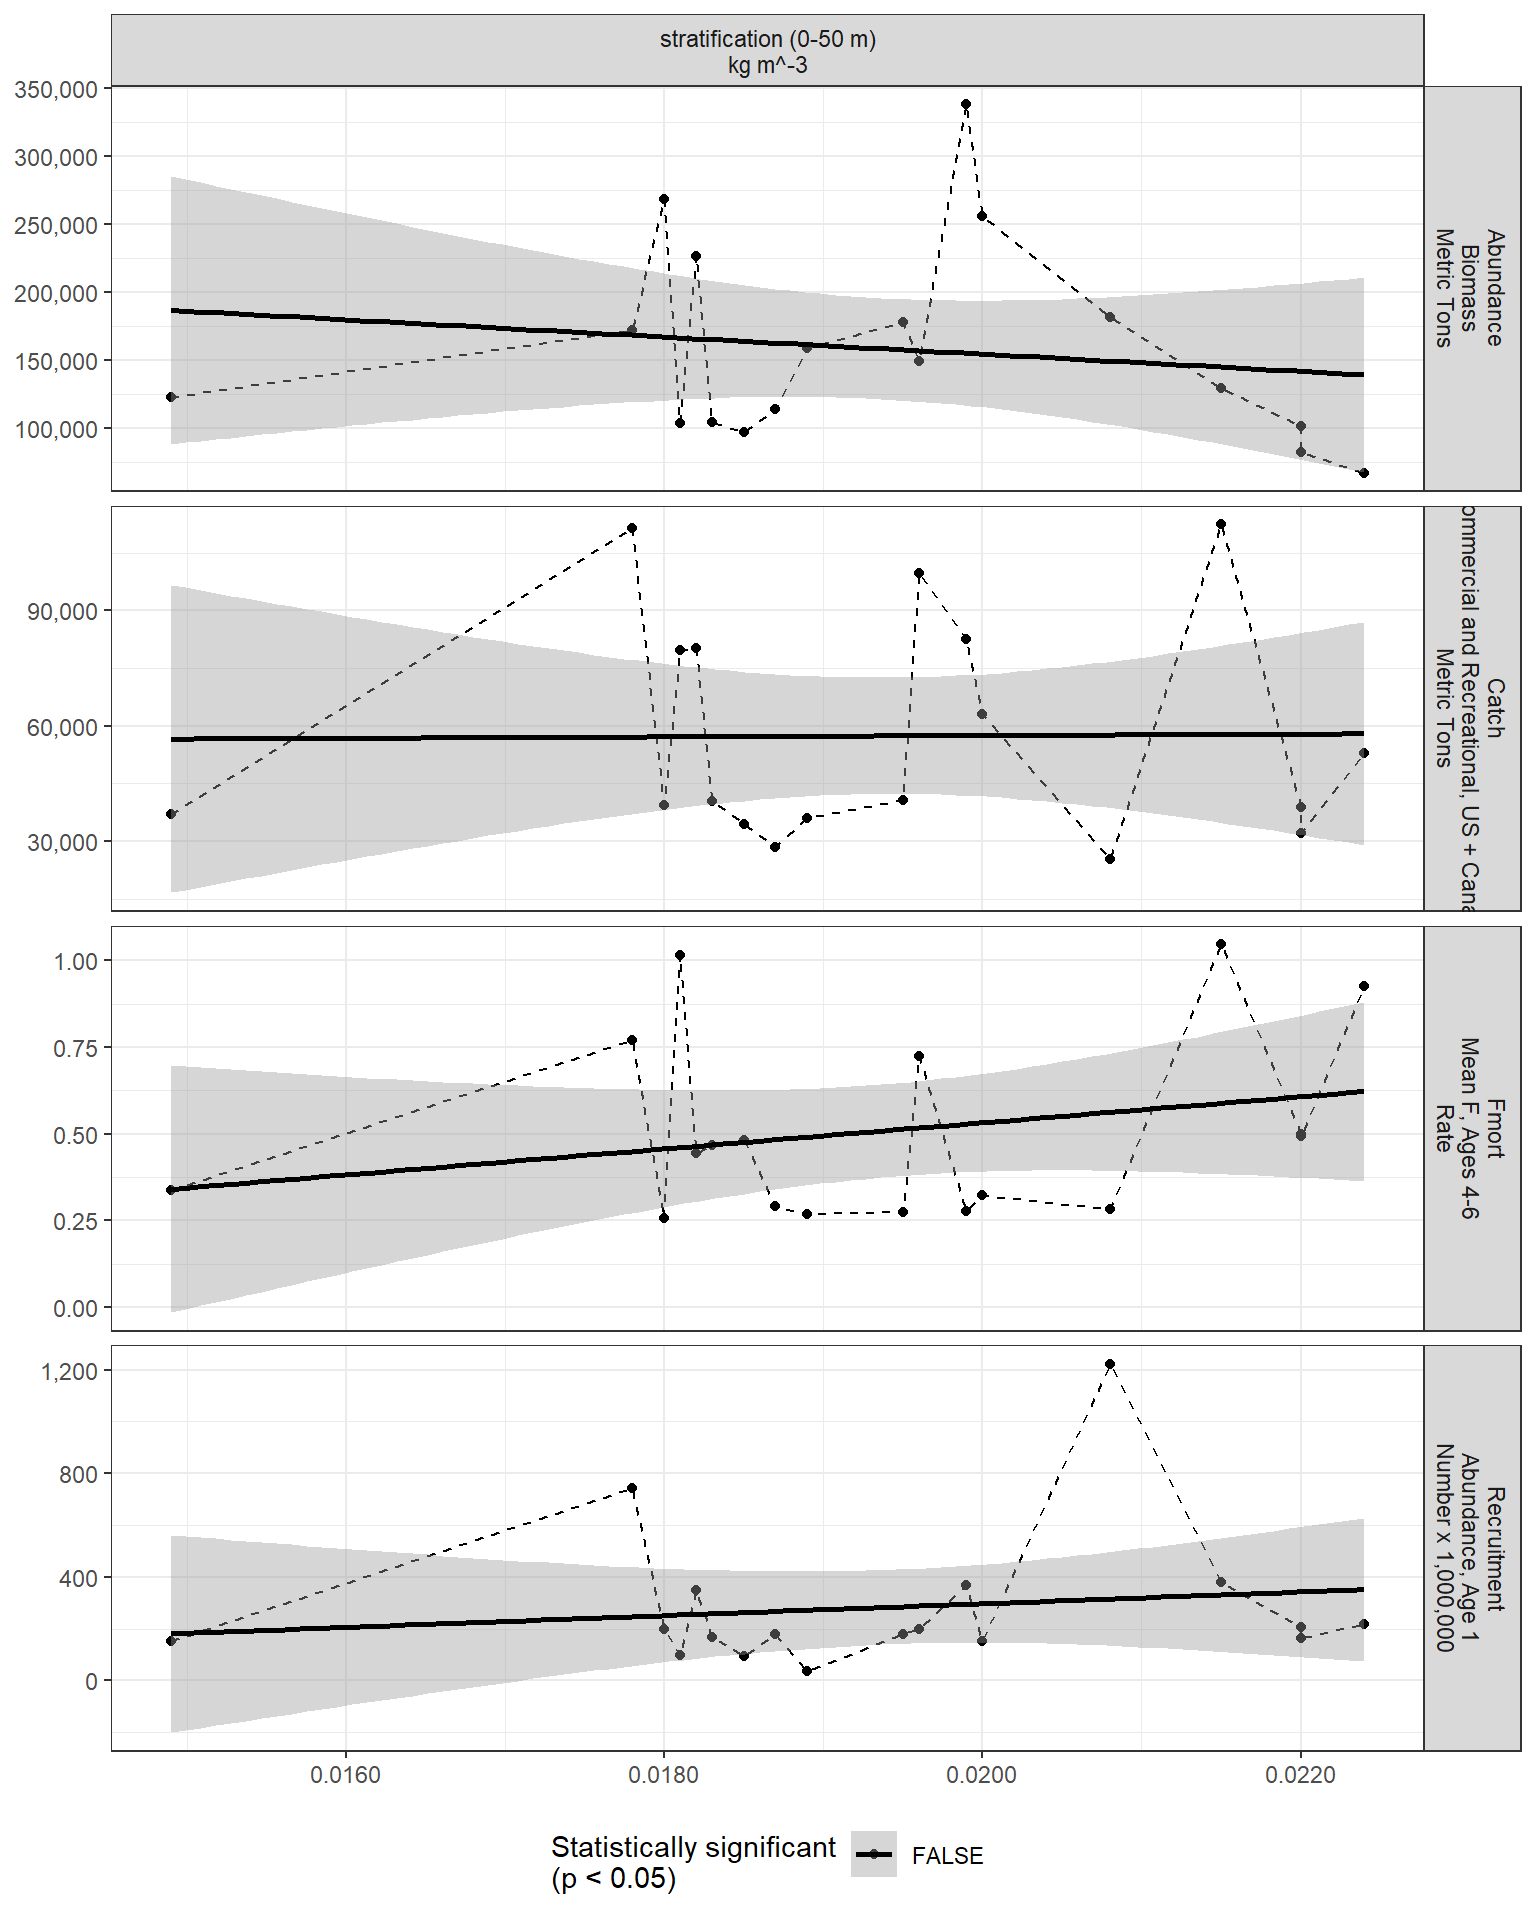 stratification (0-50 m)
kg m^-3
350,000
300,000
250,000
200,000
150,000
100,000
Abundance
Biomass
Metric Tons
90,000
60,000
30,000
Catch
ommercial and Recreational, US + Cana
Metric Tons
1.00
0.75
0.50
0.25
0.00
Fmort
Mean F, Ages 4-6
Rate
1,200
800
400
0
Recruitment
Abundance, Age 1
Number x 1,000,000
0.0160
0.0180
0.0200
0.0220
Statistically significant
(p < 0.05)
FALSE